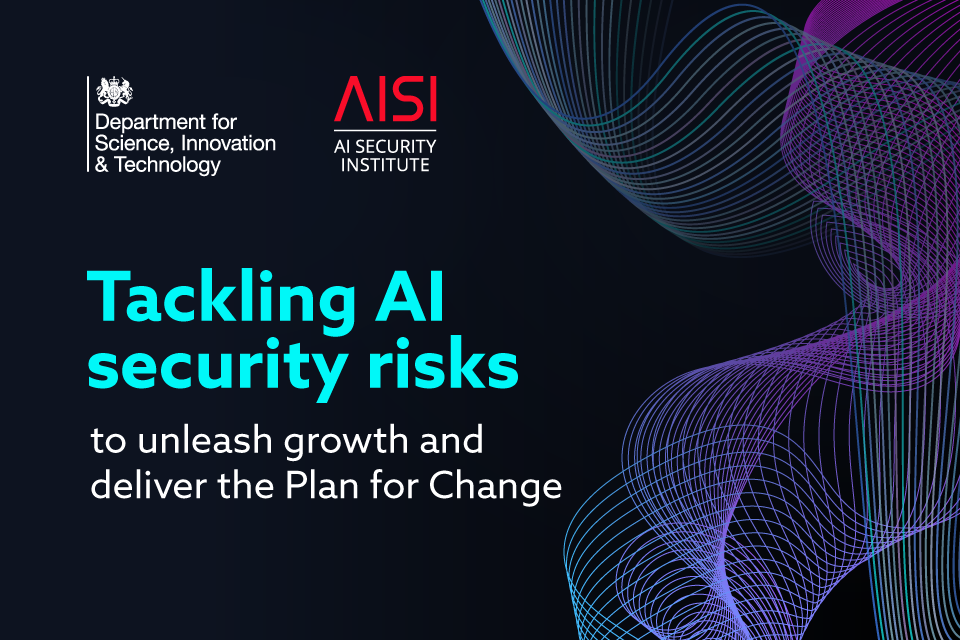 Department for
Science, Innovation
& Technology
AISI
AI SECURITY
INSTITUTE
Tackling AI
security risks
to unleash growth and
deliver the Plan for Change